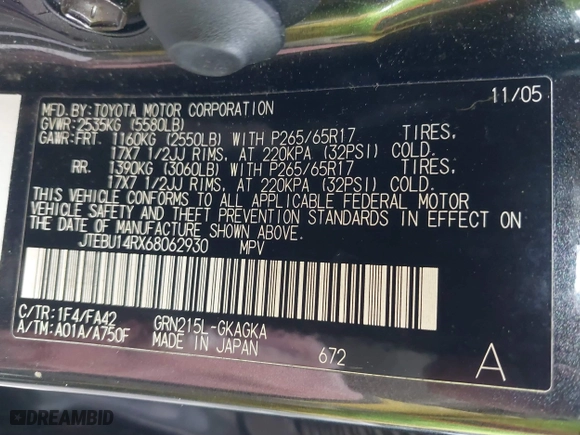 MFD.BY:TOYOTA MOTOR CORPORATION 11/05
GVWR:2535KG (5580LB)
GAWR:FRT. 1160KG (2550LB) WITH P265/65R17 TIRES,
17X7 1/2JJ RIMS, AT 220KPA (32PSI) COLD.
RR. 1390KG (3060LB) WITH P265/65R17 TIRES,
17X7 1/2JJ RIMS, AT 220KPA (32PSI) COLD.
THIS VEHICLE CONFORMS TO ALL APPLICABLE FEDERAL MOTOR
VEHICLE SAFETY AND THEFT PREVENTION STANDARDS IN EFFECT ON
THE DATE OF MANUFACTURE SHOWN ABOVE.
JTEBU14RX68062930 MPV
C/TR:1F4/FA42 GRN215L-GKAGKA
A/TM:A01A/A750F MADE IN JAPAN 672 A
DREAMBID